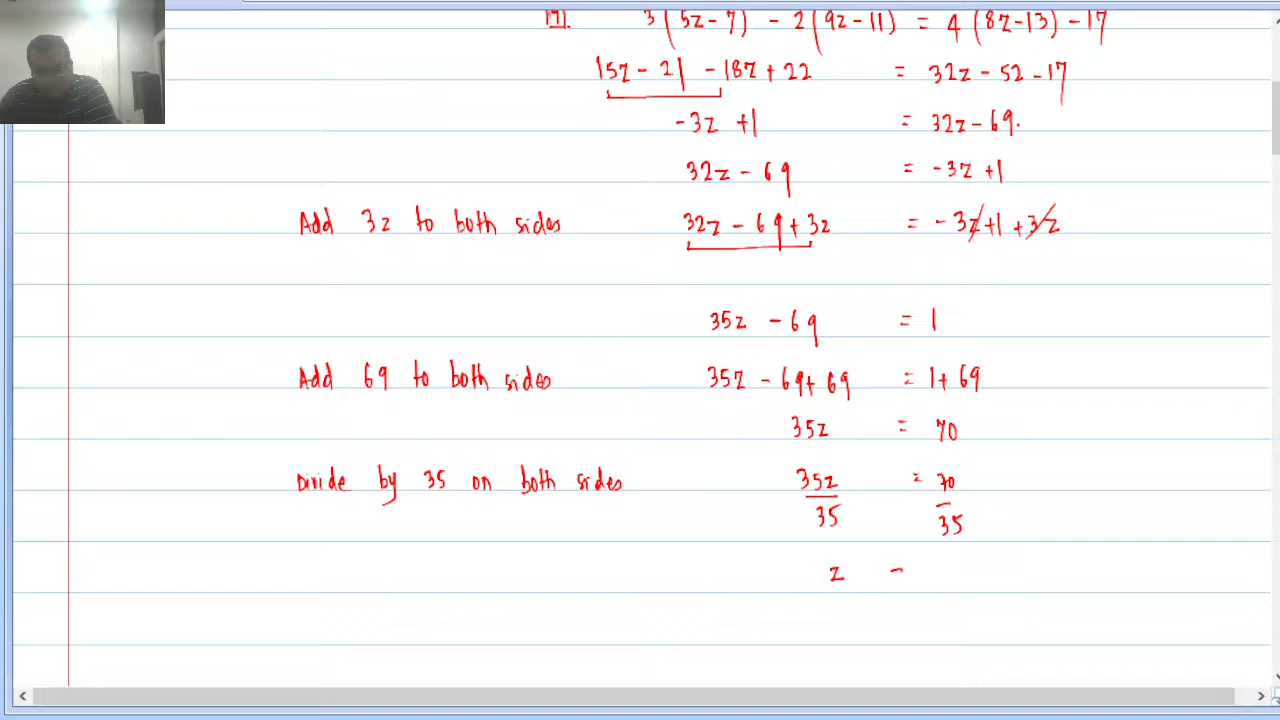 17]. 3(5z-7) - 2(9z-11) = 4(8z-13)-17
15z - 21 - 18z + 22 = 32z - 52 - 17
-3z +1 = 32z - 69.
32z - 69 = -3z +1
Add 3z to both sides 32z - 69 + 3z = -3z+1+3z
35z - 69 = 1
Add 69 to both sides 35z - 69+ 69 = 1+ 69
35z = 70
Divide by 35 on both sides 35z/35 = 70/35
z =